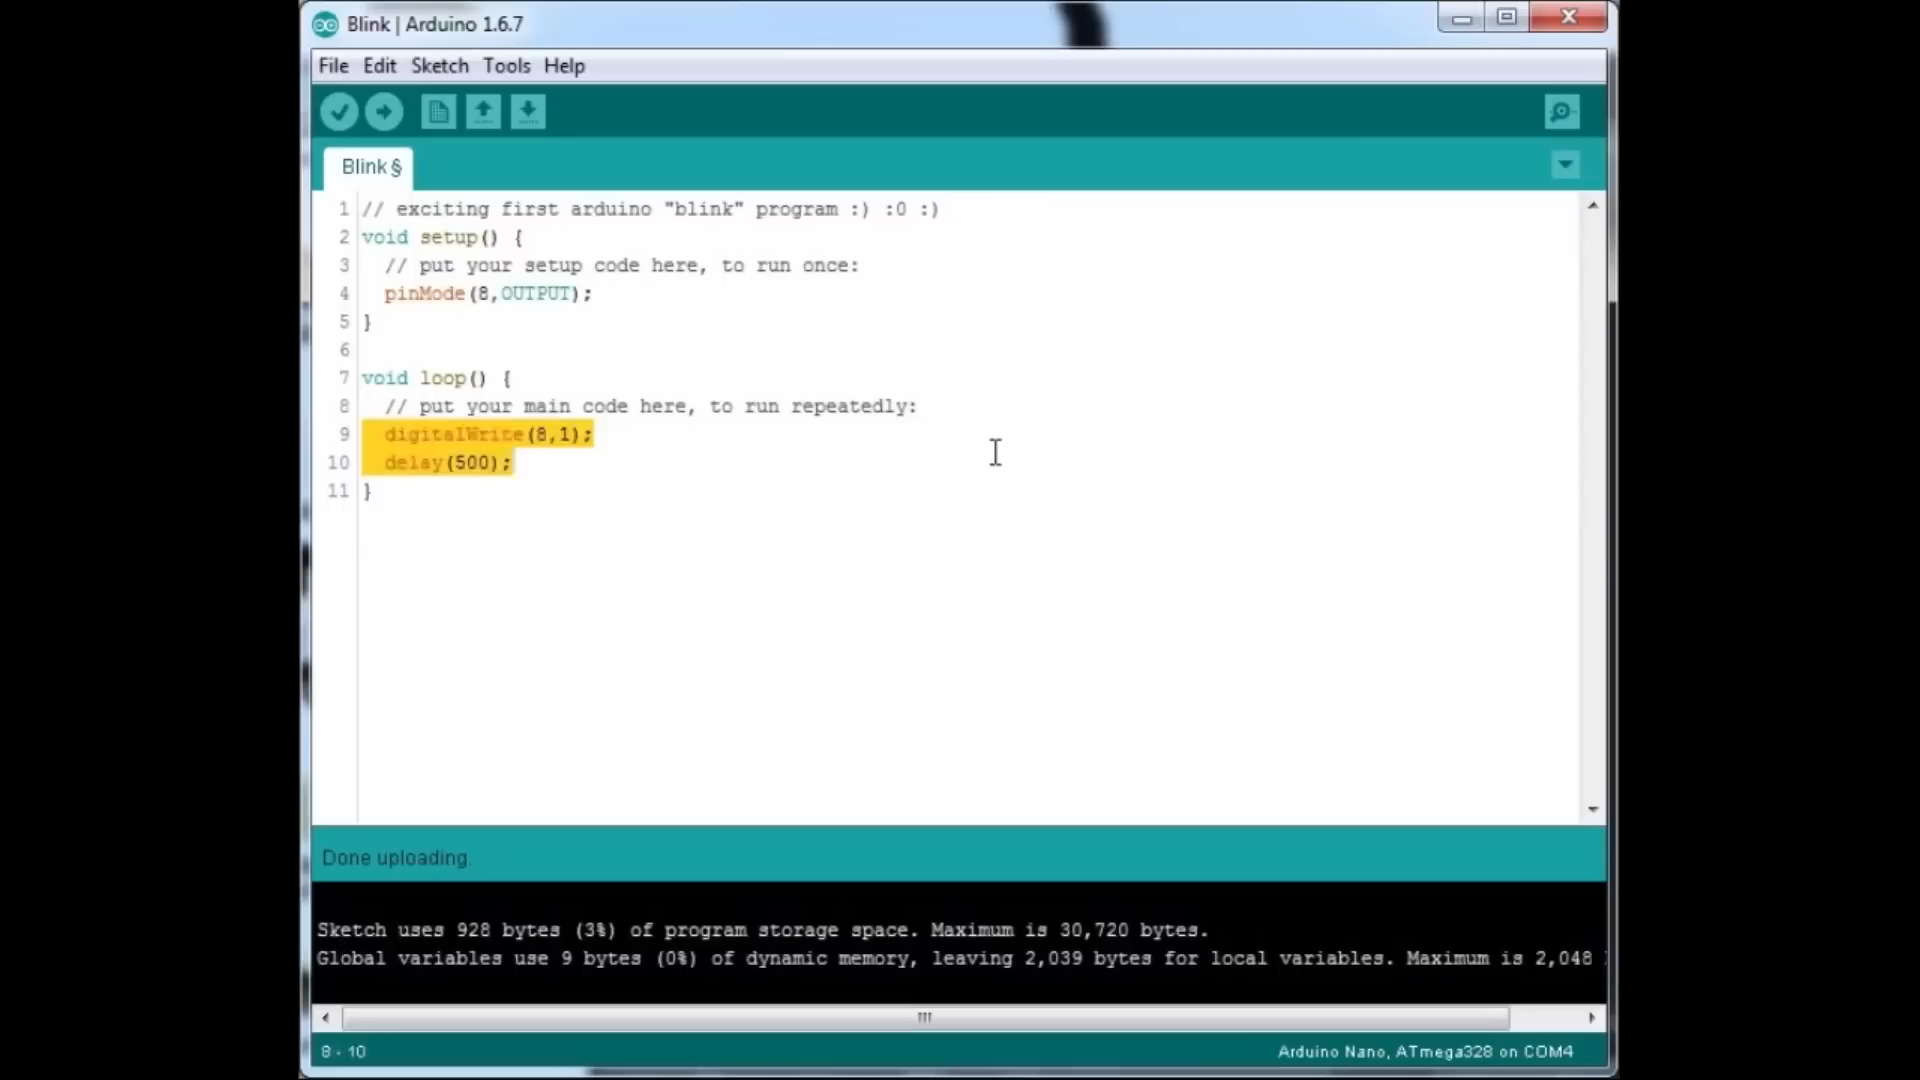 Blink | Arduino 1.6.7
File Edit Sketch Tools Help
Blink §
1 // exciting first arduino "blink" program :) :0 :)
2 void setup() {
3 // put your setup code here, to run once:
4 pinMode(8,OUTPUT);
5 }
6
7 void loop() {
8 // put your main code here, to run repeatedly:
9 digitalWrite(8,1);
10 delay(500);
11 }
Done uploading.
Sketch uses 928 bytes (3%) of program storage space. Maximum is 30,720 bytes.
Global variables use 9 bytes (0%) of dynamic memory, leaving 2,039 bytes for local variables. Maximum is 2,048
8 - 10 Arduino Nano, ATmega328 on COM4